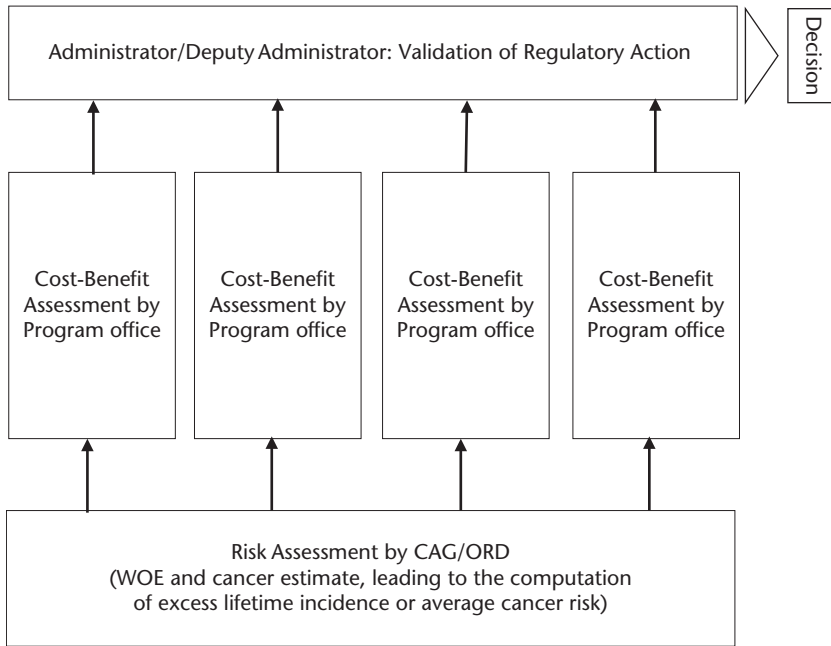 Administrator/Deputy Administrator: Validation of Regulatory Action
Decision
Cost-Benefit
Assessment by
Program office
Cost-Benefit
Assessment by
Program office
Cost-Benefit
Assessment by
Program office
Cost-Benefit
Assessment by
Program office
Risk Assessment by CAG/ORD
(WOE and cancer estimate, leading to the computation
of excess lifetime incidence or average cancer risk)